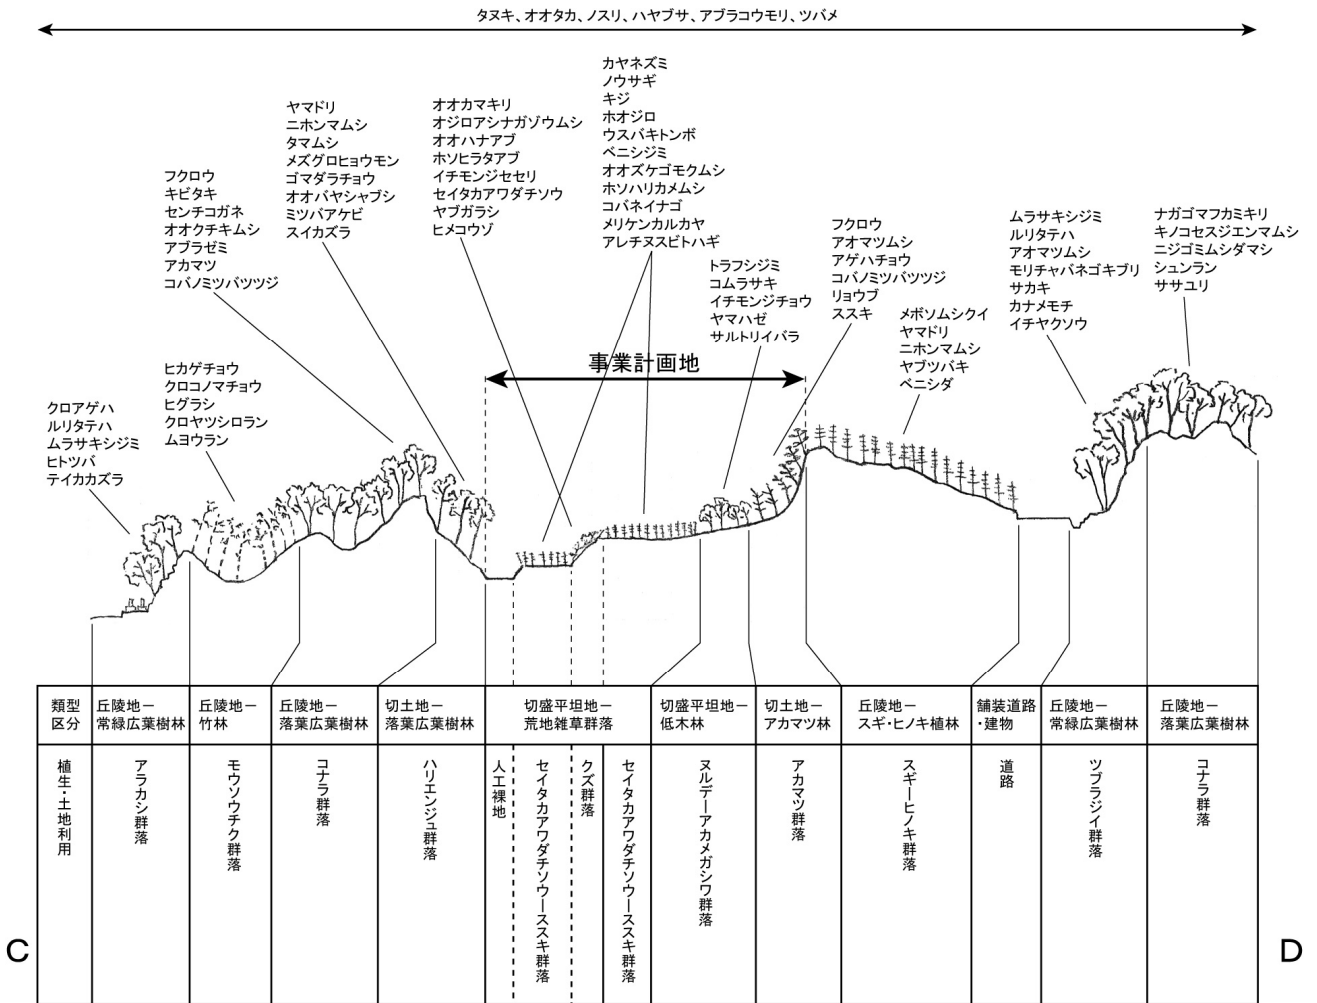 タヌキ、オオタカ、ノスリ、ハヤブサ、アブラコウモリ、ツバメ
クロアゲハ
ルリタテハ
ムラサキシジミ
ヒトツバ
テイカカズラ
フクロウ
キビタキ
センチコガネ
オオクチキムシ
アブラゼミ
アカマツ
コバノミツバツツジ
ヒカゲチョウ
クロコノマチョウ
ヒグラシ
クロヤツシロラン
ムヨウラン
ヤマドリ
ニホンマムシ
タマムシ
メズグロヒョウモン
ゴマダラチョウ
オオバヤシャブシ
ミツバアケビ
スイカズラ
オオカマキリ
オジロアシナガゾウムシ
オオハナアブ
ホソヒラタアブ
イチモンジセセリ
セイタカアワダチソウ
ヤブガラシ
ヒメコウゾ
カヤネズミ
ノウサギ
キジ
ホオジロ
ウスバキトンボ
ベニシジミ
オオズケゴモクムシ
ホソハリカメムシ
コバネイナゴ
メリケンカルカヤ
アレチヌスビトハギ
トラフシジミ
コムラサキ
イチモンジチョウ
ヤマハゼ
サルトリイバラ
フクロウ
アオマツムシ
アゲハチョウ
コバノミツバツツジ
リョウブ
ススキ
メボソムシクイ
ヤマドリ
ニホンマムシ
ヤブツバキ
ベニシダ
ムラサキシジミ
ルリタテハ
アオマツムシ
モリチャバネゴキブリ
サカキ
カナメモチ
イチヤクソウ
ナガゴマフカミキリ
キノコセスジエンマムシ
ニジゴミムシダマシ
シュンラン
ササユリ
事業計画地
類型
区分
丘陵地－
常緑広葉樹林
丘陵地－
竹林
丘陵地－
落葉広葉樹林
切土地－
落葉広葉樹林
切盛平坦地－
荒地雑草群落
切盛平坦地－
低木林
切土地－
アカマツ林
丘陵地－
スギ・ヒノキ植林
舗装道路
・建物
丘陵地－
常緑広葉樹林
丘陵地－
落葉広葉樹林
植生・土地利用
アラカシ群落
モウソウチク群落
コナラ群落
ハリエンジュ群落
人工裸地
セイタカアワダチソウーススキ群落
クズ群落
セイタカアワダチソウーススキ群落
ヌルデーアカメガシワ群落
アカマツ群落
スギーヒノキ群落
道路
ツブラジイ群落
コナラ群落
C
D